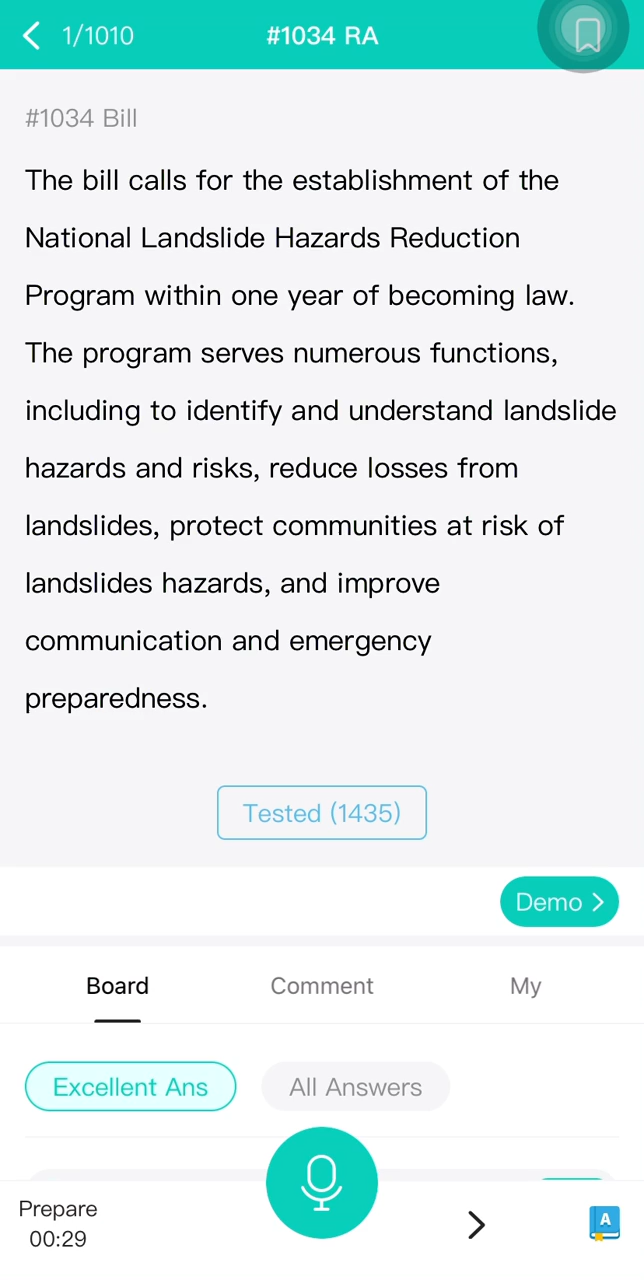 1/1010
#1034 RA
#1034 Bill
The bill calls for the establishment of the
National Landslide Hazards Reduction
Program within one year of becoming law.
The program serves numerous functions,
including to identify and understand landslide
hazards and risks, reduce losses from
landslides, protect communities at risk of
landslides hazards, and improve
communication and emergency
preparedness.
Tested (1435)
Demo
Board
Comment
My
Excellent Ans
All Answers
Prepare
00:29
A